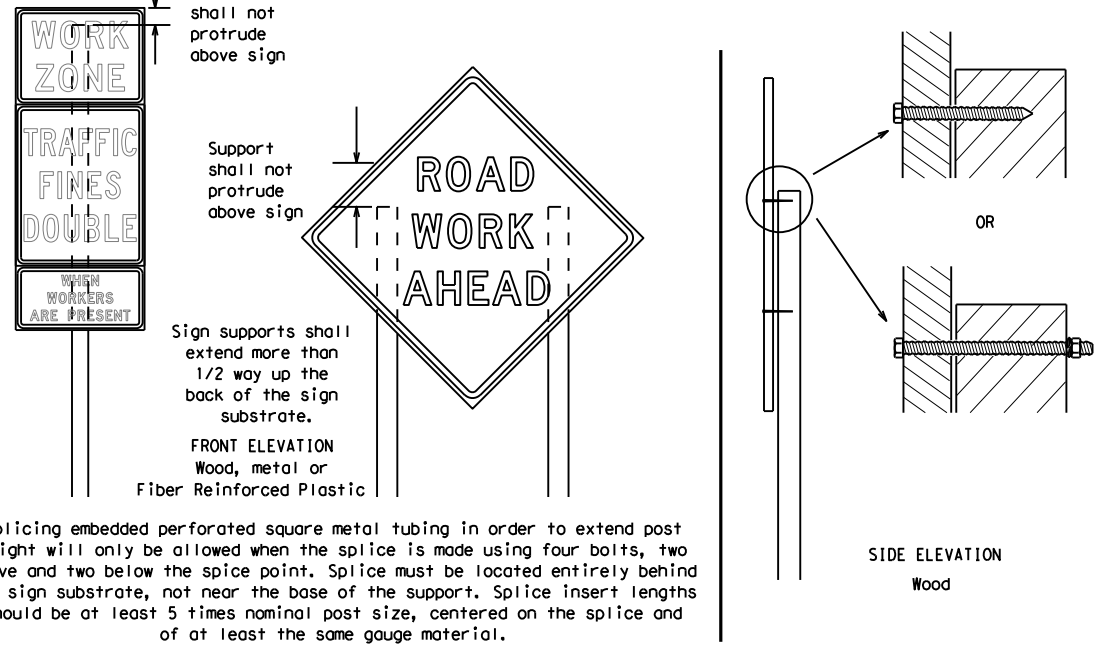 shall not
protrude
above sign
WORK
ZONE
TRAFFIC
FINES
DOUBLE
WHEN
WORKERS
ARE PRESENT
Support
shall not
protrude
above sign
ROAD
WORK
AHEAD
Sign supports shall
extend more than
1/2 way up the
back of the sign
substrate.
FRONT ELEVATION
Wood, metal or
Fiber Reinforced Plastic
plicing embedded perforated square metal tubing in order to extend post
ight will only be allowed when the splice is made using four bolts, two
ve and two below the spice point. Splice must be located entirely behind
sign substrate, not near the base of the support. Splice insert lengths
ould be at least 5 times nominal post size, centered on the splice and
of at least the same gauge material.
OR
SIDE ELEVATION
Wood